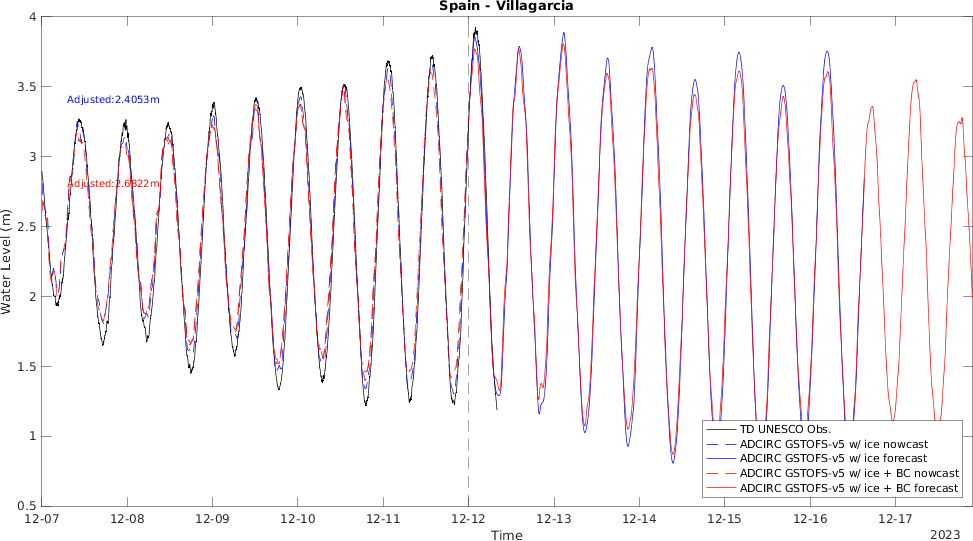 Spain - Villagarcia
4
3.5
3
2.5
2
1.5
1
0.5
Water Level (m)
Adjusted:2.4053m
Adjusted:2.6822m
TD UNESCO Obs.
ADCIRC GSTOFS-v5 w/ ice nowcast
ADCIRC GSTOFS-v5 w/ ice forecast
ADCIRC GSTOFS-v5 w/ ice + BC nowcast
ADCIRC GSTOFS-v5 w/ ice + BC forecast
12-07 12-08 12-09 12-10 12-11 12-12 12-13 12-14 12-15 12-16 12-17
Time
2023